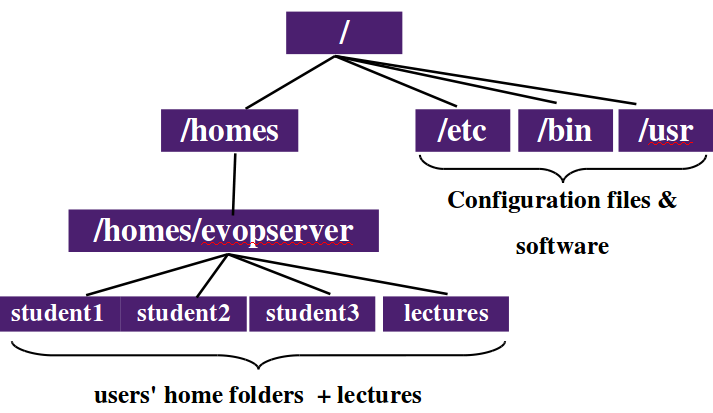 /
/homes
/etc
/bin
/usr
Configuration files &
software
/homes/evopserver
student1
student2
student3
lectures
users' home folders + lectures